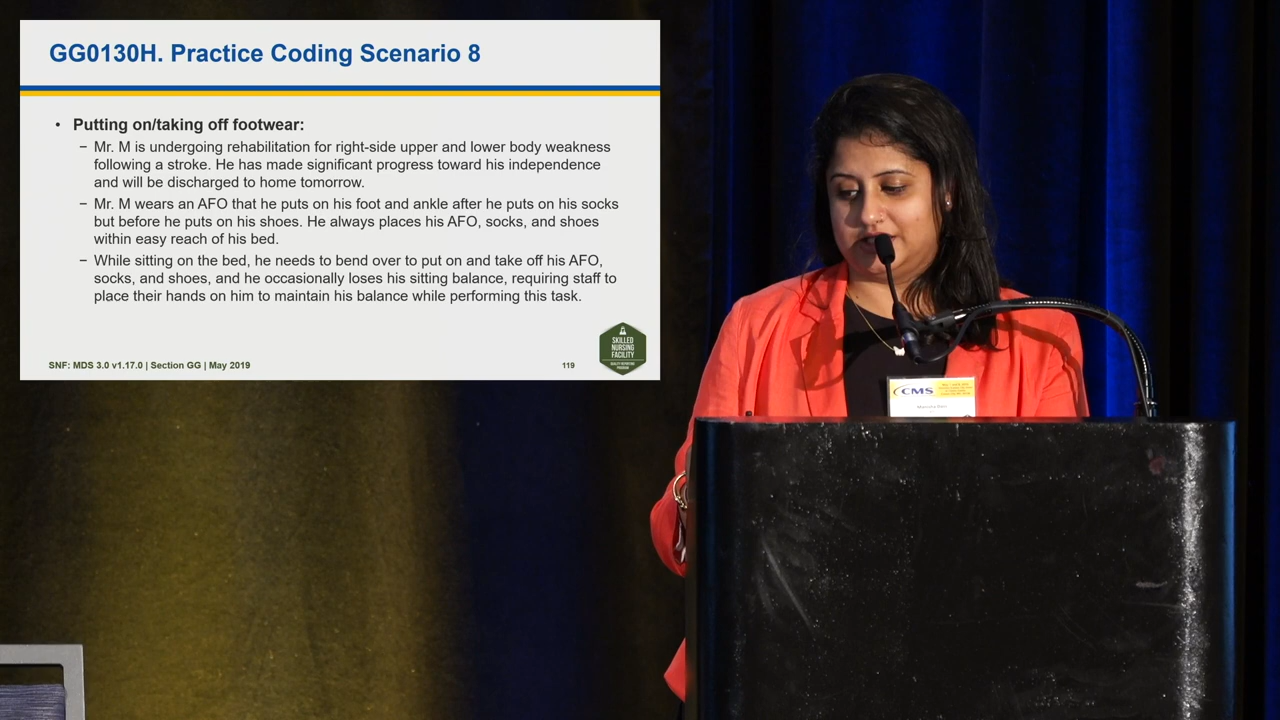 GG0130H. Practice Coding Scenario 8
• Putting on/taking off footwear:
– Mr. M is undergoing rehabilitation for right-side upper and lower body weakness
following a stroke. He has made significant progress toward his independence
and will be discharged to home tomorrow.
– Mr. M wears an AFO that he puts on his foot and ankle after he puts on his socks
but before he puts on his shoes. He always places his AFO, socks, and shoes
within easy reach of his bed.
– While sitting on the bed, he needs to bend over to put on and take off his AFO,
socks, and shoes, and he occasionally loses his sitting balance, requiring staff to
place their hands on him to maintain his balance while performing this task.
SKILLED
NURSING
FACILITY
QUALITY REPORTING
PROGRAM
SNF: MDS 3.0 v1.17.0 | Section GG | May 2019
119
CMS